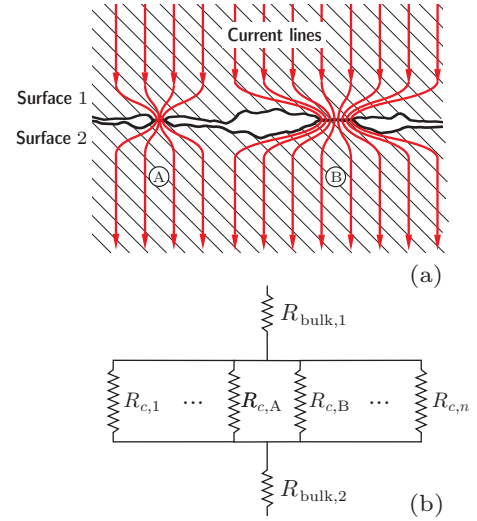 Current lines
Surface 1
Surface 2
A
B
(a)
R_bulk,1
R_c,1 ... R_c,A R_c,B ... R_c,n
R_bulk,2
(b)